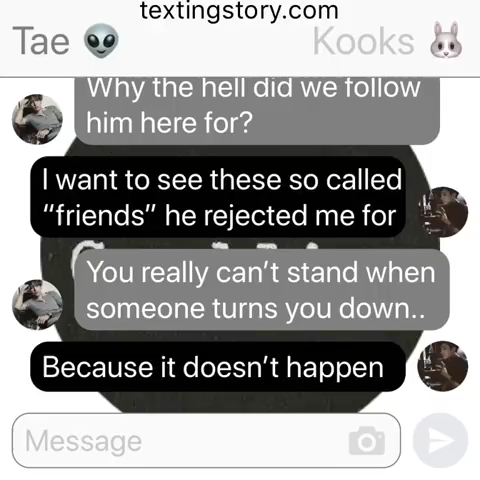 textingstory.com
Tae 👽 Kooks 🐰
Why the hell did we follow
him here for?
I want to see these so called
“friends” he rejected me for
You really can’t stand when
someone turns you down..
Because it doesn’t happen
Message